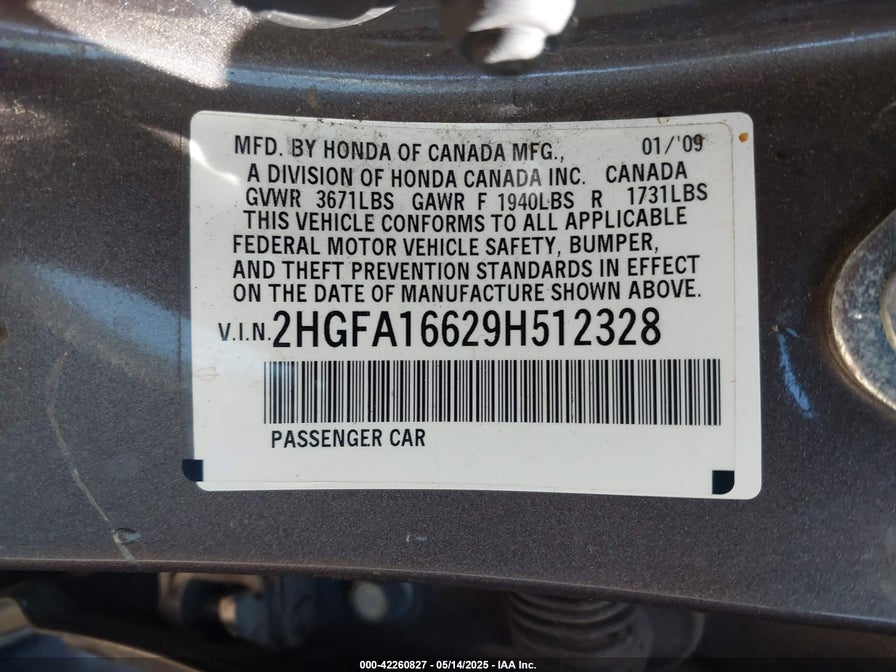 MFD. BY HONDA OF CANADA MFG., 01/'09
A DIVISION OF HONDA CANADA INC. CANADA
GVWR 3671LBS GAWR F 1940LBS R 1731LBS
THIS VEHICLE CONFORMS TO ALL APPLICABLE
FEDERAL MOTOR VEHICLE SAFETY, BUMPER,
AND THEFT PREVENTION STANDARDS IN EFFECT
ON THE DATE OF MANUFACTURE SHOWN ABOVE.
V.I.N. 2HGFA16629H512328
PASSENGER CAR
000-42260827 - 05/14/2025 - IAA Inc.